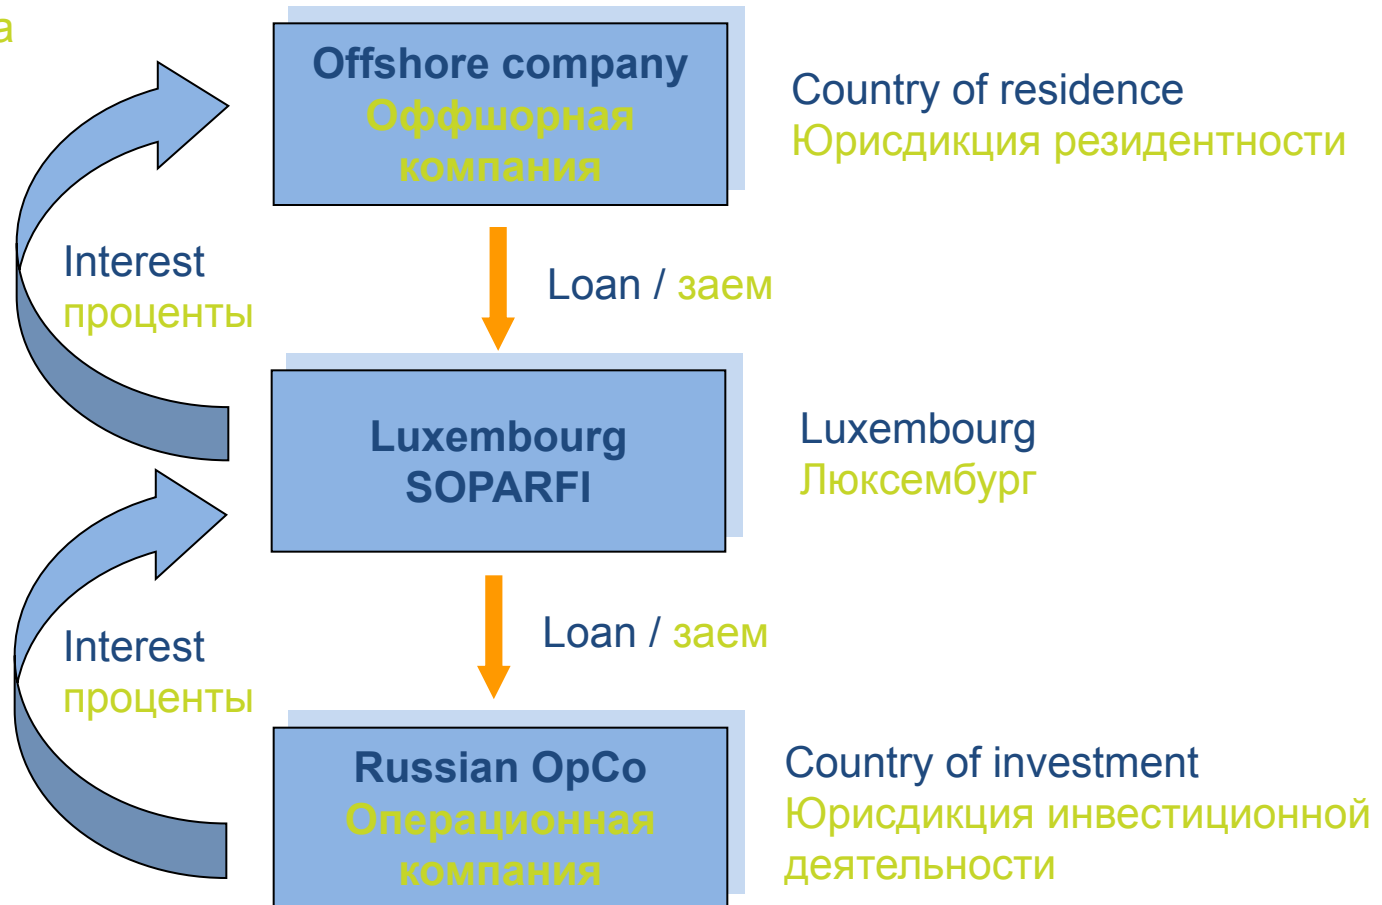 а
Offshore company
Оффшорная
компания
Country of residence
Юрисдикция резидентности
Interest
проценты
Loan / заем
Luxembourg
SOPARFI
Luxembourg
Люксембург
Interest
проценты
Loan / заем
Russian OpCo
Операционная
компания
Country of investment
Юрисдикция инвестиционной
деятельности